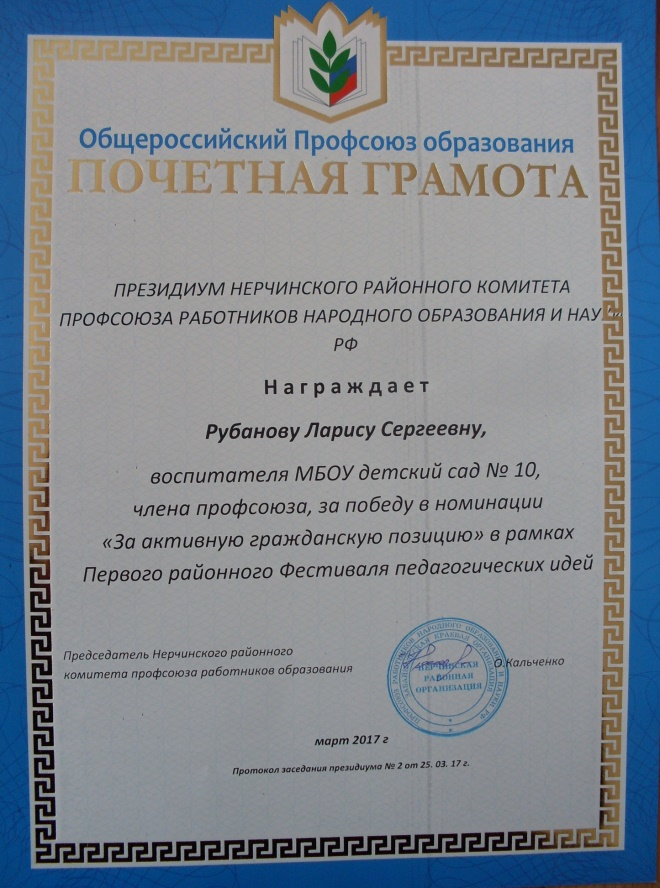 Общероссийский Профсоюз образования
ПОЧЕТНАЯ ГРАМОТА
ПРЕЗИДИУМ НЕРЧИНСКОГО РАЙОННОГО КОМИТЕТА
ПРОФСОЮЗА РАБОТНИКОВ НАРОДНОГО ОБРАЗОВАНИЯ И НАУ
РФ
Награждает
Рубанову Ларису Сергеевну,
воспитателя МБОУ детский сад № 10,
члена профсоюза, за победу в номинации
«За активную гражданскую позицию» в рамках
Первого районного Фестиваля педагогических идей
Председатель Нерчинского районного
комитета профсоюза работников образования
О.Кальченко
НЕРЧИНСКАЯ
РАЙОННАЯ
ОРГАНИЗАЦИЯ
март 2017 г
Протокол заседания президиума № 2 от 25. 03. 17 г.